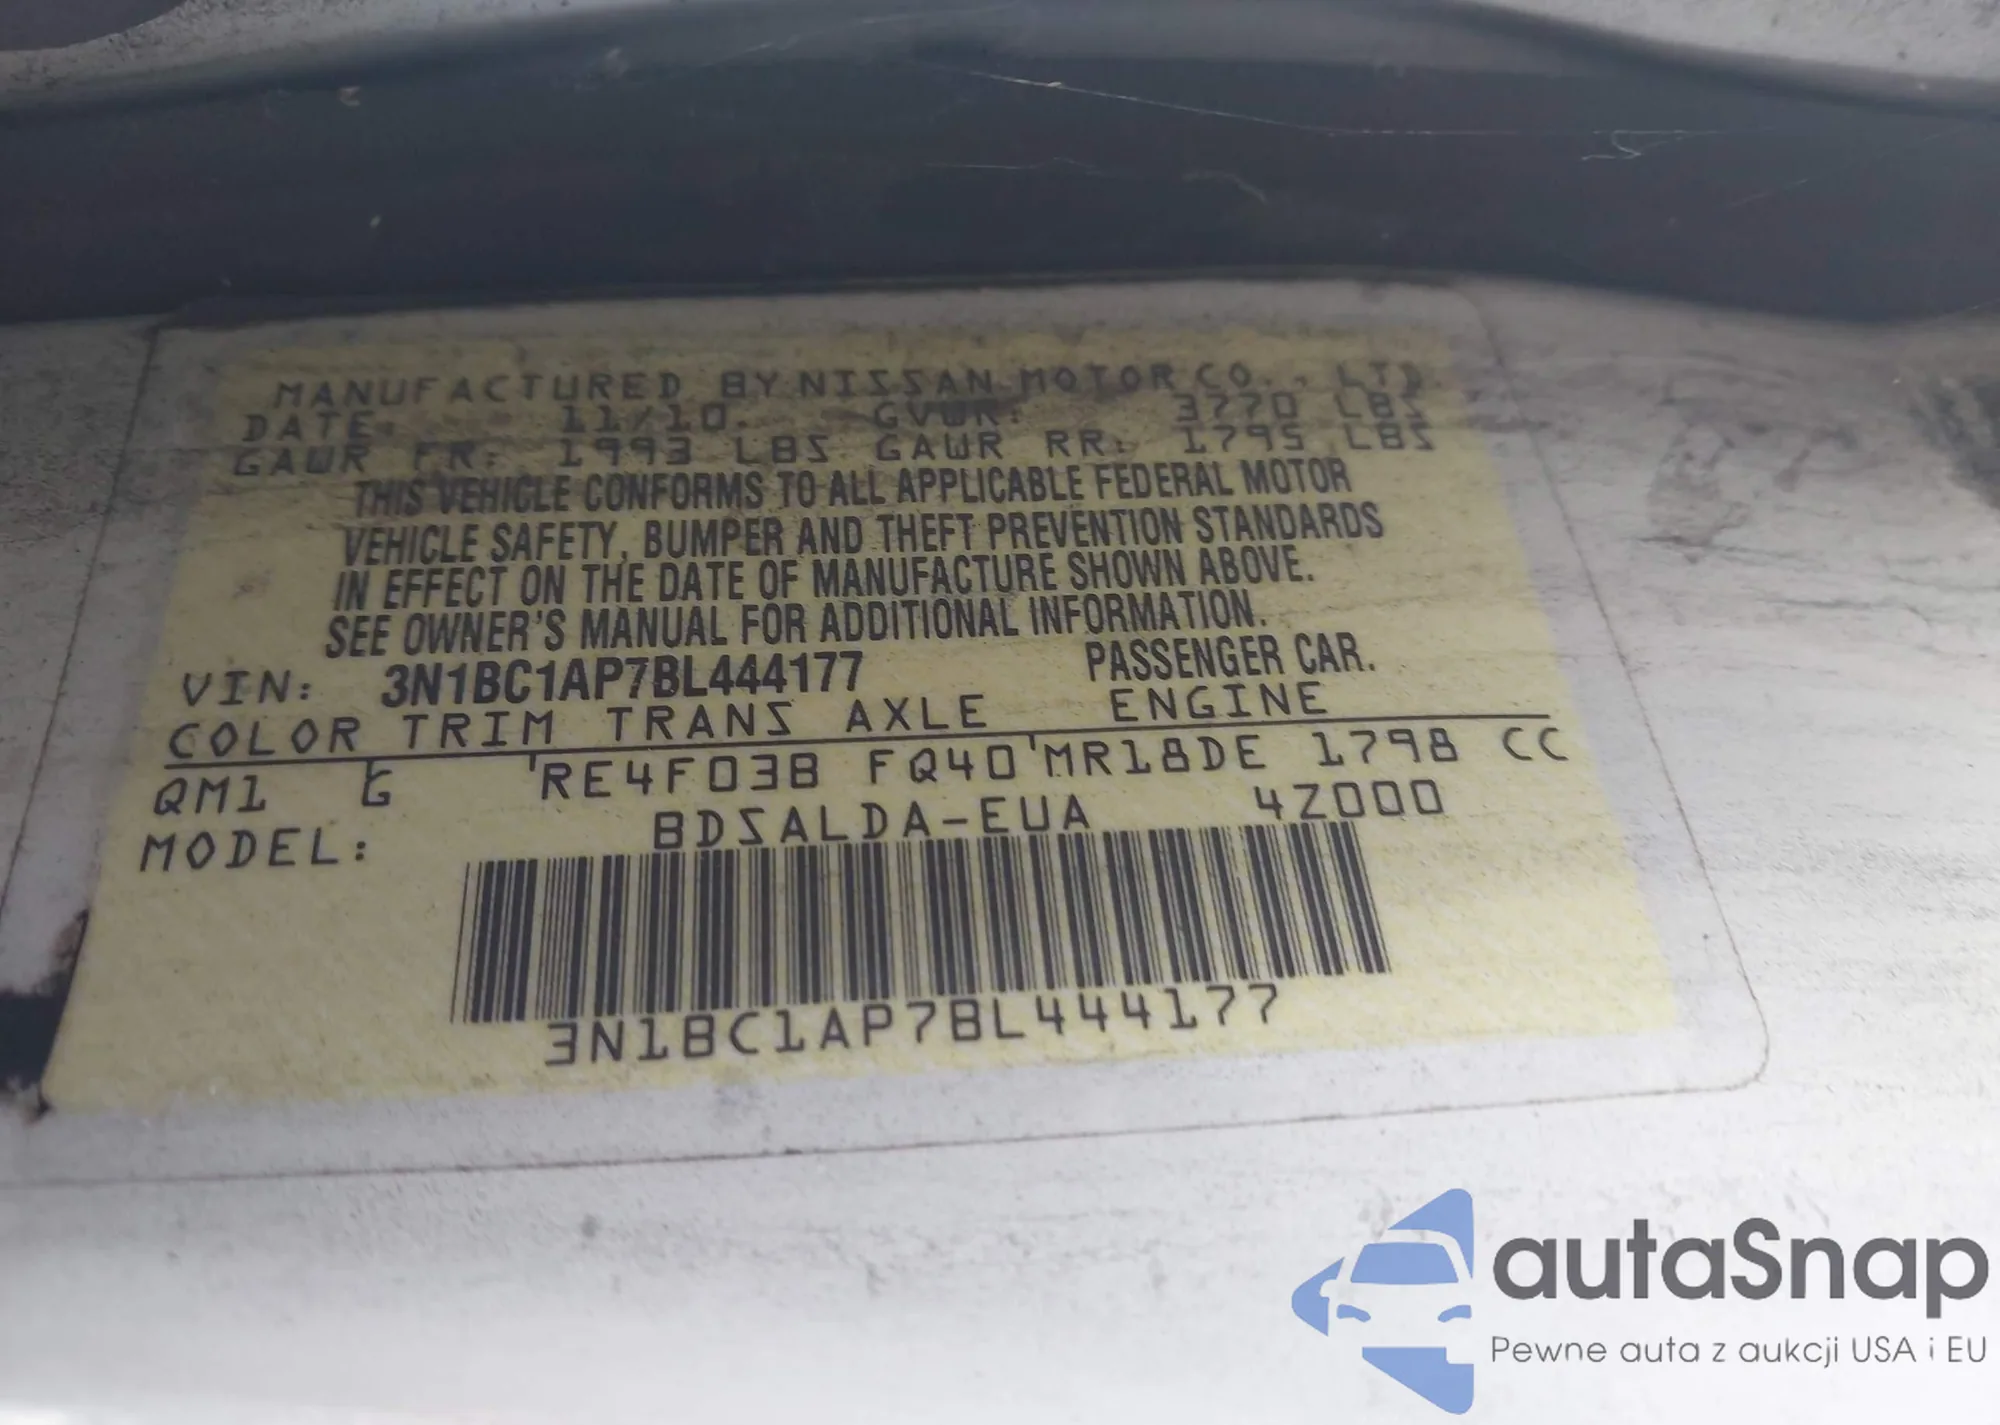 MANUFACTURED BY NISSAN MOTOR CO., LTD.
DATE: 11/10 GVWR: 3770 LBS
GAWR FR: 1993 LBS GAWR RR: 1795 LBS
THIS VEHICLE CONFORMS TO ALL APPLICABLE FEDERAL MOTOR
VEHICLE SAFETY, BUMPER AND THEFT PREVENTION STANDARDS
IN EFFECT ON THE DATE OF MANUFACTURE SHOWN ABOVE.
SEE OWNER'S MANUAL FOR ADDITIONAL INFORMATION.
VIN: 3N1BC1AP7BL444177 PASSENGER CAR.
COLOR TRIM TRANS AXLE ENGINE
QM1 G RE4F03B FQ40 MR18DE 1798 CC
MODEL: BDSALDA-EUA 4Z000
3N1BC1AP7BL444177
autaSnap
Pewne auta z aukcji USA i EU